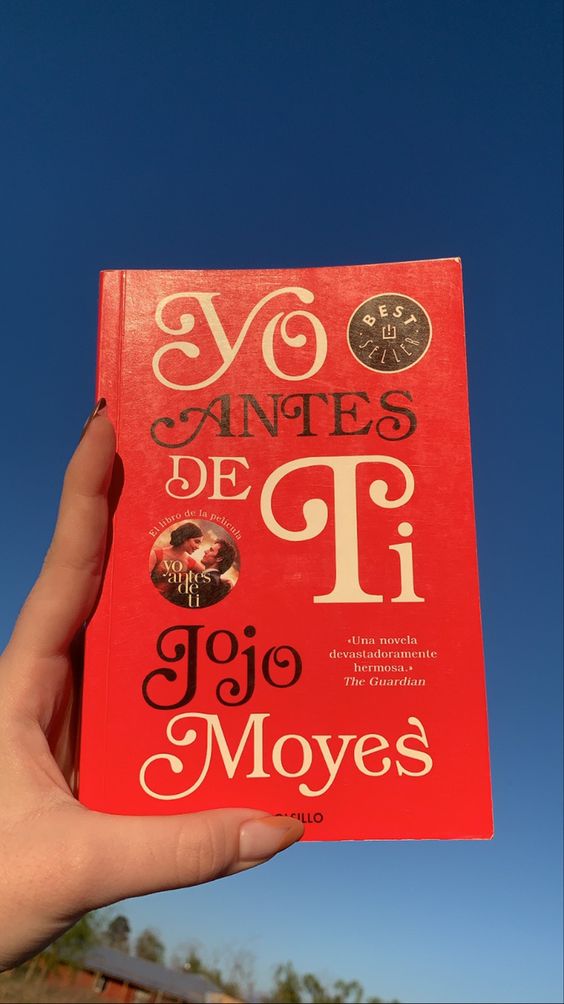 Yo
BEST
SELLER
ANTES
DE
Ti
El libro de la película
yo
antes
de
ti
Jojo
«Una novela
devastadoramente
hermosa.»
The Guardian
Moyes